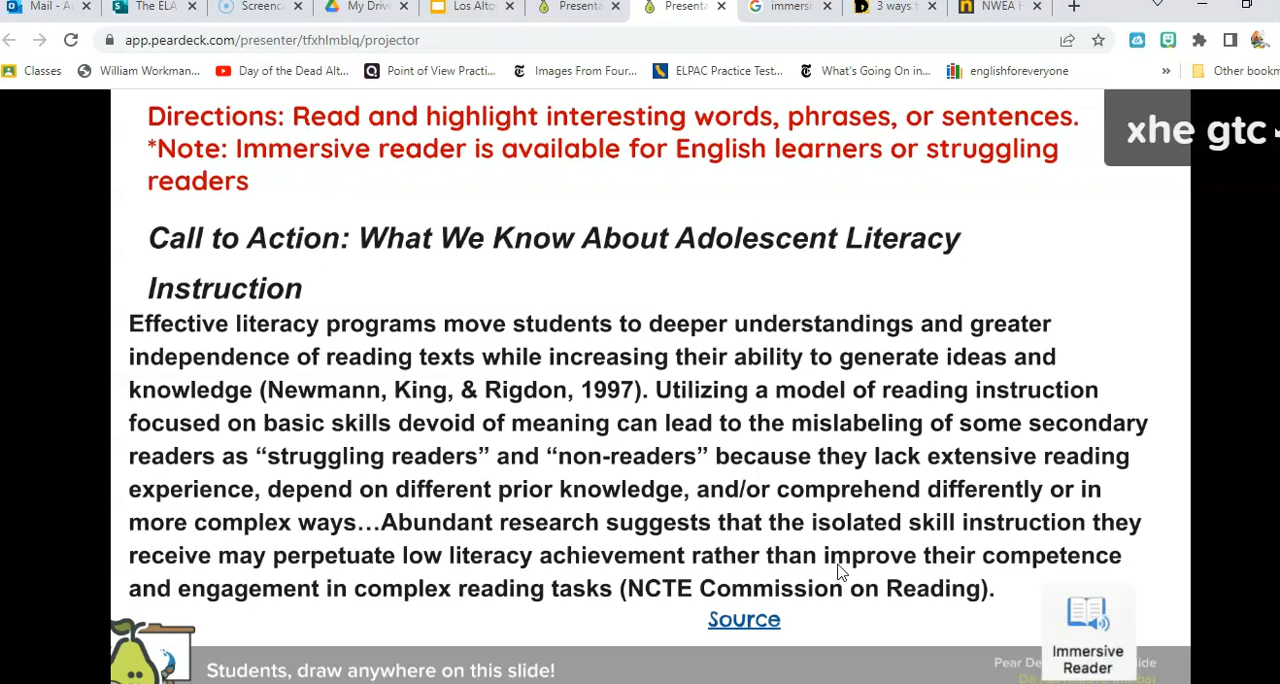 Mail - A
The ELA
Screenc
My Driv
Los Alto
Presenta
Presenta
immersi
3 ways t
NWEA
app.peardeck.com/presenter/tfxhlmblq/projector
Classes
William Workman...
Day of the Dead Alt...
Point of View Practi...
Images From Four...
ELPAC Practice Test...
What's Going On in...
englishforeveryone
»
Other bookm
Directions: Read and highlight interesting words, phrases, or sentences.
*Note: Immersive reader is available for English learners or struggling
readers
xhe gtc
Call to Action: What We Know About Adolescent Literacy
Instruction
Effective literacy programs move students to deeper understandings and greater
independence of reading texts while increasing their ability to generate ideas and
knowledge (Newmann, King, & Rigdon, 1997). Utilizing a model of reading instruction
focused on basic skills devoid of meaning can lead to the mislabeling of some secondary
readers as “struggling readers” and “non-readers” because they lack extensive reading
experience, depend on different prior knowledge, and/or comprehend differently or in
more complex ways…Abundant research suggests that the isolated skill instruction they
receive may perpetuate low literacy achievement rather than improve their competence
and engagement in complex reading tasks (NCTE Commission on Reading).
Source
Immersive
Reader
Students, draw anywhere on this slide!
Pear De